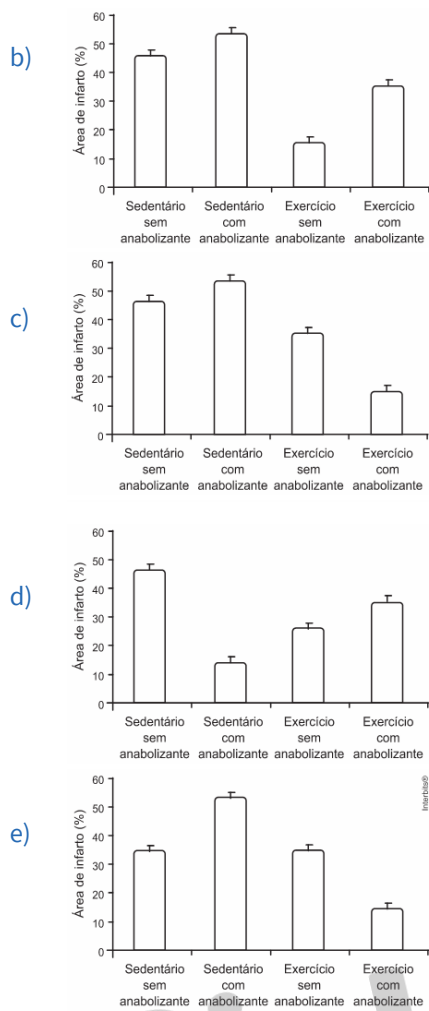 b)
Área de infarto (%)
60
50
40
30
20
10
0
Sedentário sem anabolizante
Sedentário com anabolizante
Exercício sem anabolizante
Exercício com anabolizante
c)
Área de infarto (%)
60
50
40
30
20
10
0
Sedentário sem anabolizante
Sedentário com anabolizante
Exercício sem anabolizante
Exercício com anabolizante
d)
Área de infarto (%)
60
50
40
30
20
10
0
Sedentário sem anabolizante
Sedentário com anabolizante
Exercício sem anabolizante
Exercício com anabolizante
e)
Área de infarto (%)
60
50
40
30
20
10
0
Sedentário sem anabolizante
Sedentário com anabolizante
Exercício sem anabolizante
Exercício com anabolizante
Interbits®